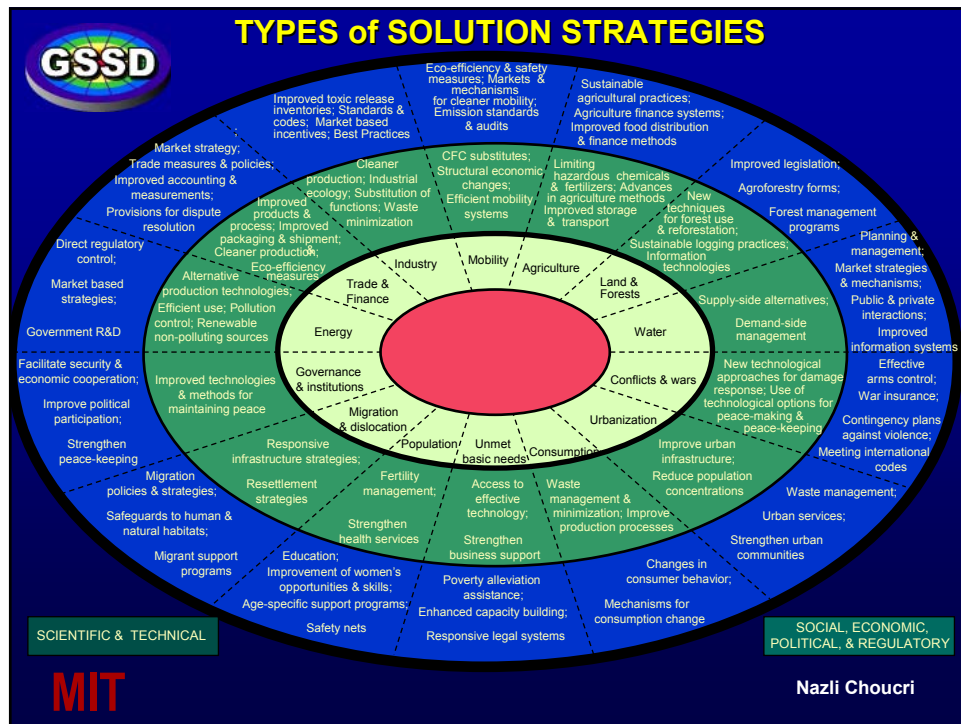 TYPES of SOLUTION STRATEGIES
GSSD
Eco-efficiency & safety
measures; Markets &
mechanisms
for cleaner mobility;
Emission standards
& audits
Sustainable
agricultural practices;
Agriculture finance systems;
Improved food distribution
& finance methods
Improved legislation;
Agroforestry forms;
Forest management
programs
Planning &
management;
Market strategies
& mechanisms;
Public & private
interactions;
Improved
information systems
Effective
arms control;
War insurance;
Contingency plans
against violence;
Meeting international
codes
Waste management;
Urban services;
Strengthen urban
communities
Changes in
consumer behavior;
Mechanisms for
consumption change
Poverty alleviation
assistance;
Enhanced capacity building;
Responsive legal systems
Education;
Improvement of women's
opportunities & skills;
Age-specific support programs;
Safety nets
Migration
policies & strategies;
Safeguards to human &
natural habitats;
Migrant support
programs
Facilitate security &
economic cooperation;
Improve political
participation;
Strengthen
peace-keeping
Direct regulatory
control;
Market based
strategies;
Government R&D
Market strategy;
Trade measures & policies;
Improved accounting &
measurements;
Provisions for dispute
resolution
;
Improved toxic release
inventories; Standards &
codes; Market based
incentives; Best Practices
CFC substitutes;
Structural economic
changes;
Efficient mobility
systems
Limiting
hazardous chemicals
& fertilizers; Advances
in agriculture methods
Improved storage
& transport
New
techniques
for forest use
& reforestation;
Sustainable logging practices;
Information
technologies
Supply-side alternatives;
Demand-side
management
New technological
approaches for damage
response; Use of
technological options for
peace-making &
peace-keeping
Improve urban
infrastructure;
Reduce population
concentrations
Waste
management &
minimization; Improve
production processes
Access to
effective
technology;
Strengthen
business support
Fertility
management;
Strengthen
health services
Responsive
infrastructure strategies;
Resettlement
strategies
Improved technologies
& methods for
maintaining peace
Alternative
production technologies;
Efficient use; Pollution
control; Renewable
non-polluting sources
Improved
products &
process; Improved
packaging & shipment;
&
Cleaner production;
Eco-efficiency
measures
Cleaner
production; Industrial
ecology; Substitution of
functions; Waste
minimization
Industry
Mobility
Agriculture
Land &
Forests
Water
Conflicts & wars
Urbanization
Consumption
Unmet
basic needs
Population
Migration
& dislocation
Governance
& institutions
Energy
Trade &
Finance
SCIENTIFIC & TECHNICAL
SOCIAL, ECONOMIC,
POLITICAL, & REGULATORY
MIT
Nazli Choucri